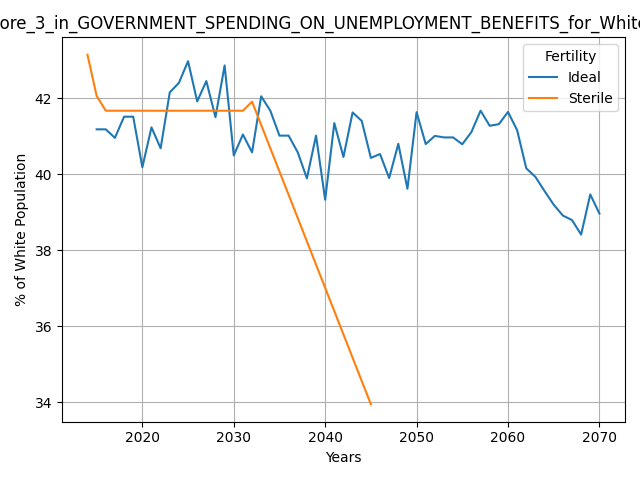 ore_3_in_GOVERNMENT_SPENDING_ON_UNEMPLOYMENT_BENEFITS_for_White
Fertility
Ideal
Sterile
% of White Population
42
40
38
36
34
2020 2030 2040 2050 2060 2070
Years